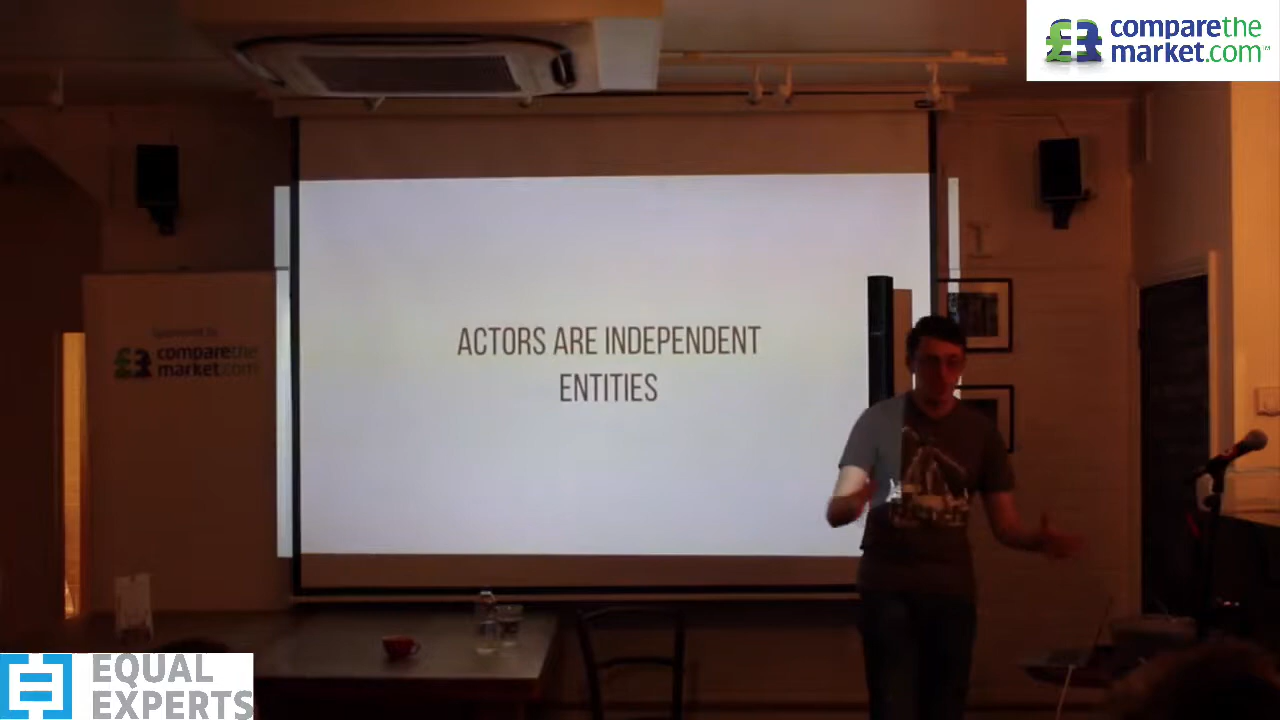 comparethe
market.com
ACTORS ARE INDEPENDENT
ENTITIES
comparethe
market.com
EQUAL
EXPERTS